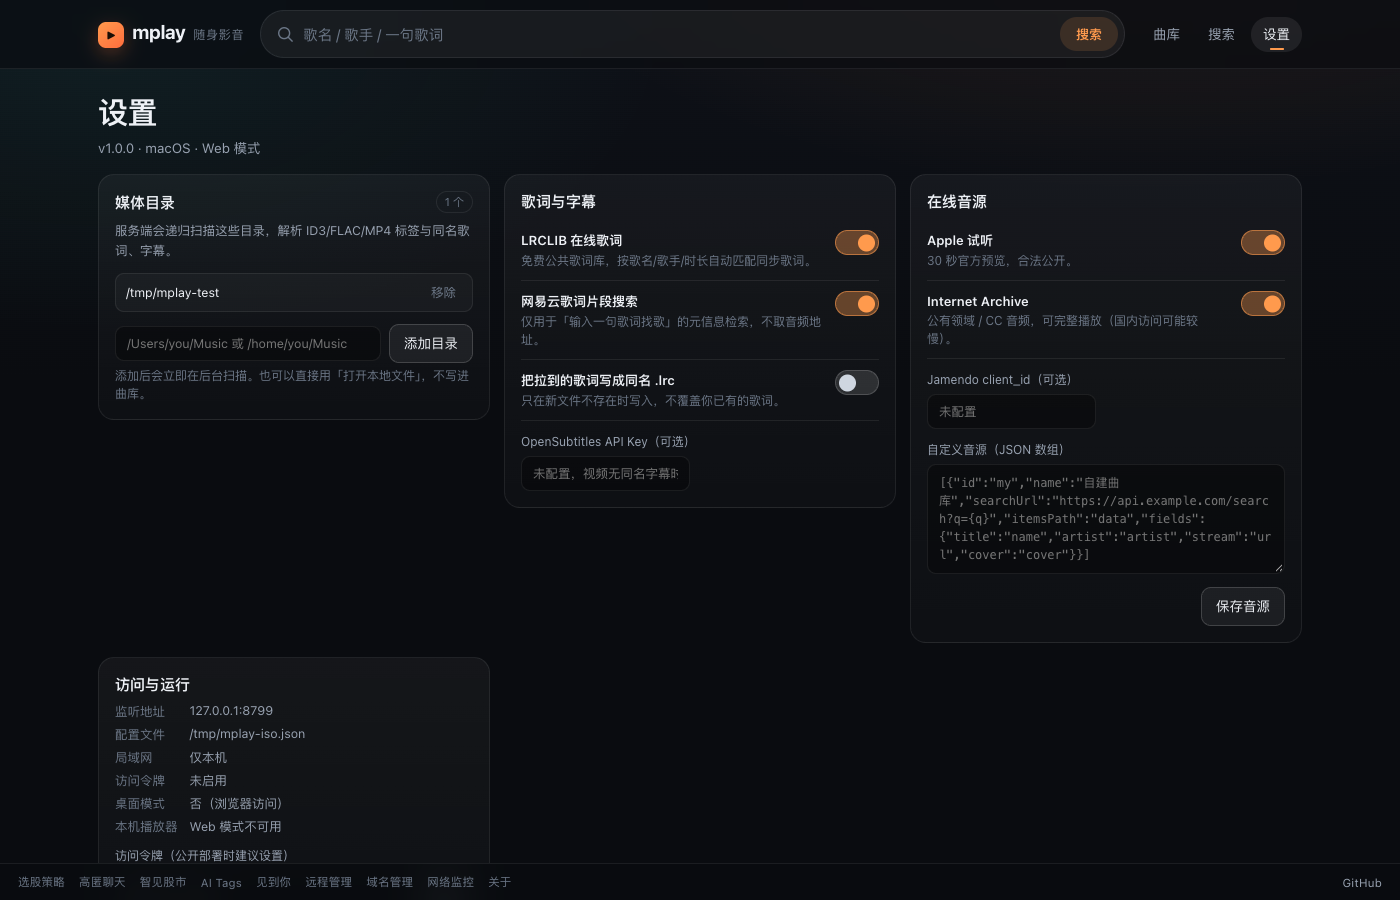 mplay 随身影音
歌名 / 歌手 / 一句歌词
搜索
曲库
搜索
设置
设置
v1.0.0 · macOS · Web 模式
媒体目录
1 个
服务端会递归扫描这些目录，解析 ID3/FLAC/MP4 标签与同名歌
词、字幕。
/tmp/mplay-test
移除
/Users/you/Music 或 /home/you/Music
添加目录
添加后会立即在后台扫描。也可以直接用「打开本地文件」，不写进
曲库。
歌词与字幕
LRCLIB 在线歌词
免费公共歌词库，按歌名/歌手/时长自动匹配同步歌词。
网易云歌词片段搜索
仅用于「输入一句歌词找歌」的元信息检索，不取音频地
址。
把拉到的歌词写成同名 .lrc
只在新文件不存在时写入，不覆盖你已有的歌词。
OpenSubtitles API Key（可选）
未配置，视频无同名字幕时
在线音源
Apple 试听
30 秒官方预览，合法公开。
Internet Archive
公有领域 / CC 音频，可完整播放（国内访问可能较
慢）。
Jamendo client_id（可选）
未配置
自定义音源（JSON 数组）
[{"id":"my","name":"自建曲
库","searchUrl":"https://api.example.com/searc
h?q={q}","itemsPath":"data","fields":
{"title":"name","artist":"artist","stream":"ur
l","cover":"cover"}}]
保存音源
访问与运行
监听地址 127.0.0.1:8799
配置文件 /tmp/mplay-iso.json
局域网 仅本机
访问令牌 未启用
桌面模式 否（浏览器访问）
本机播放器 Web 模式不可用
访问令牌（公开部署时建议设置）
选股策略 高匿聊天 智见股市 AI Tags 见到你 远程管理 域名管理 网络监控 关于
GitHub